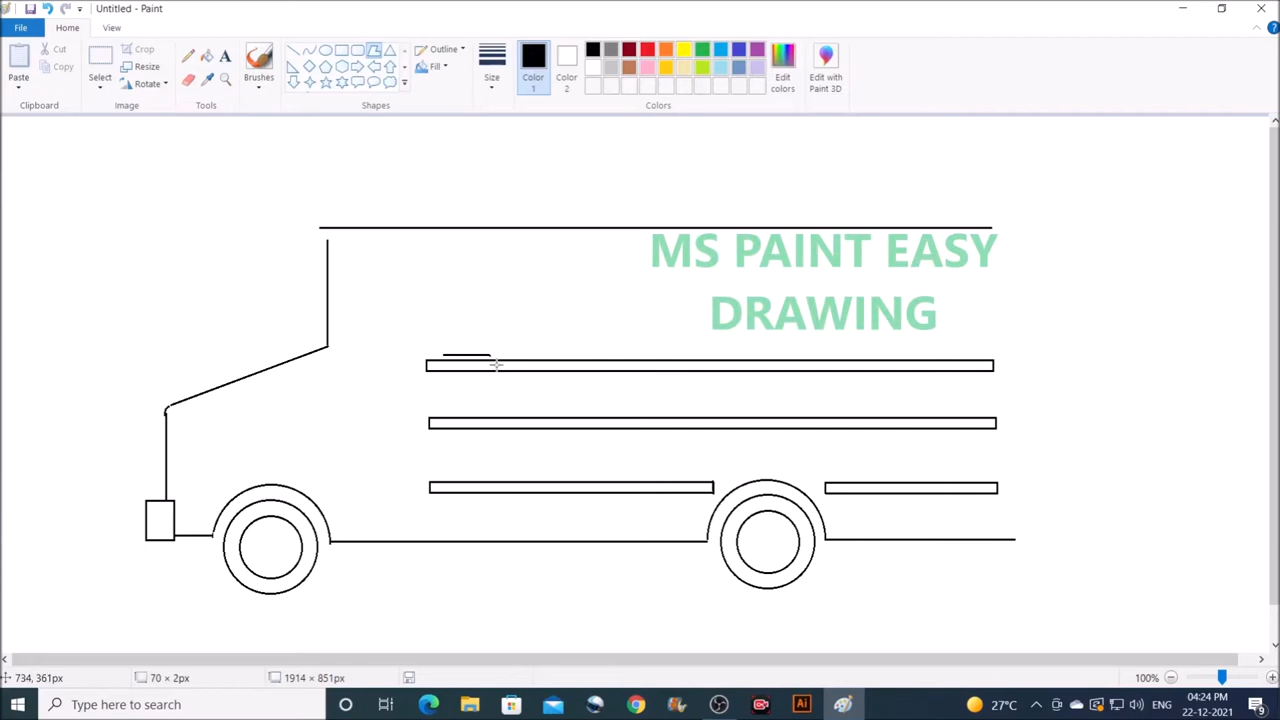 Untitled - Paint
File
Home
View
Paste
Cut
Copy
Clipboard
Select
Crop
Resize
Rotate
Image
A
Tools
Brushes
Shapes
Outline
Fill
Size
Color
1
Color
2
Edit
colors
Colors
Edit with
Paint 3D
?
MS PAINT EASY
DRAWING
734, 361px
70 × 2px
1914 × 851px
100%
Type here to search
Ai
27°C
ENG
04:24 PM
22-12-2021
9